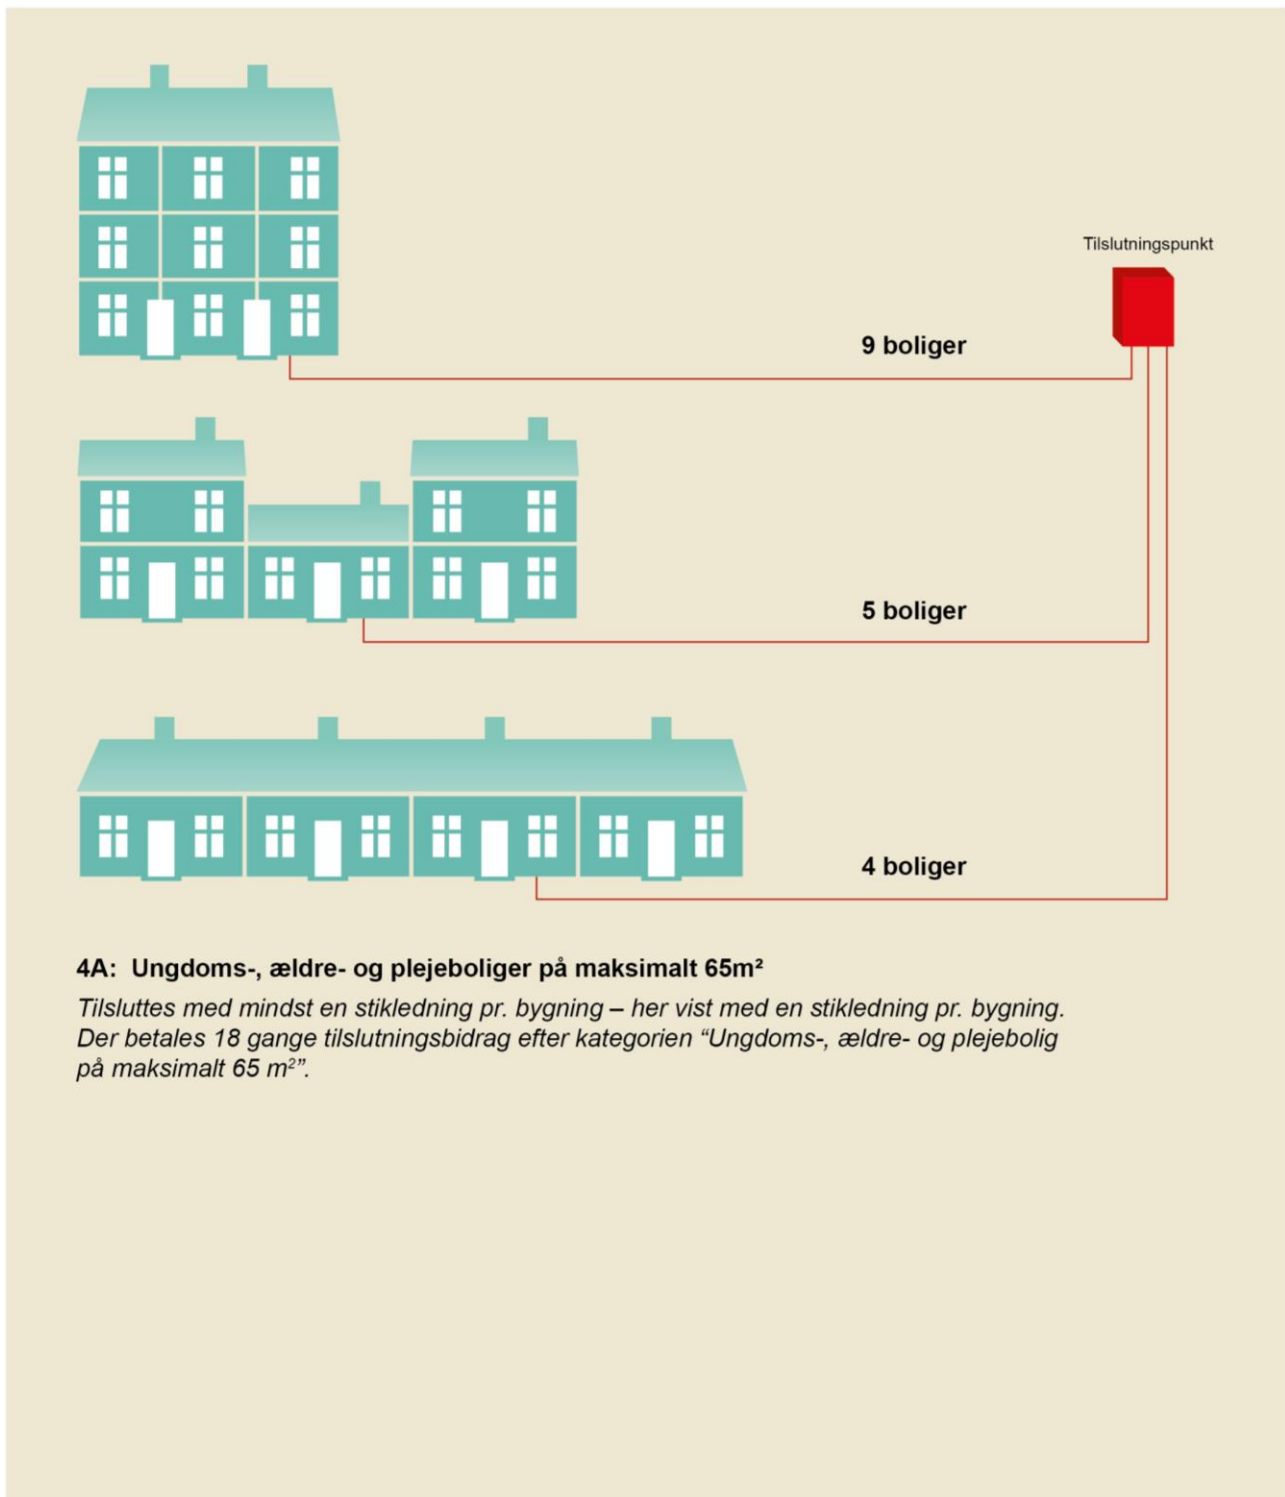 Tilslutningspunkt
9 boliger
5 boliger
4 boliger
4A: Ungdoms-, ældre- og plejeboliger på maksimalt 65m²
Tilsluttes med mindst en stikledning pr. bygning – her vist med en stikledning pr. bygning.
Der betales 18 gange tilslutningsbidrag efter kategorien “Ungdoms-, ældre- og plejebolig
på maksimalt 65 m²”.